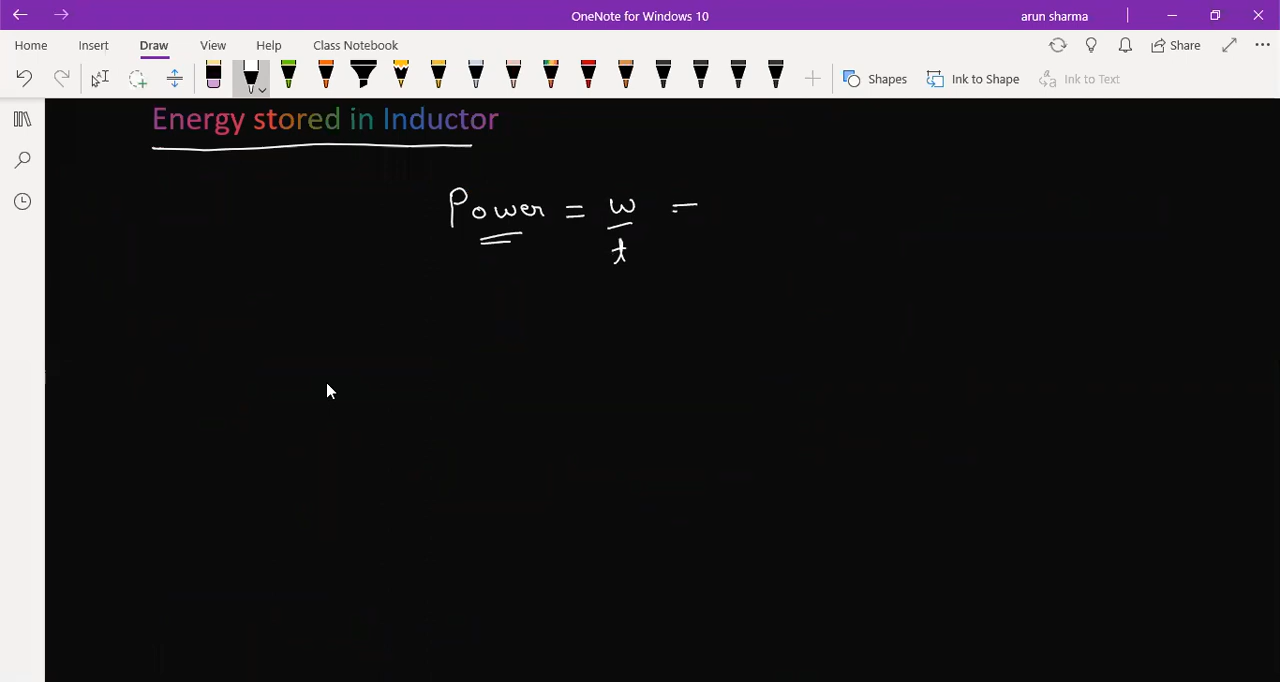 OneNote for Windows 10
arun sharma
Home Insert Draw View Help Class Notebook
Share
Shapes Ink to Shape Ink to Text
Energy stored in Inductor
Power = w =
t